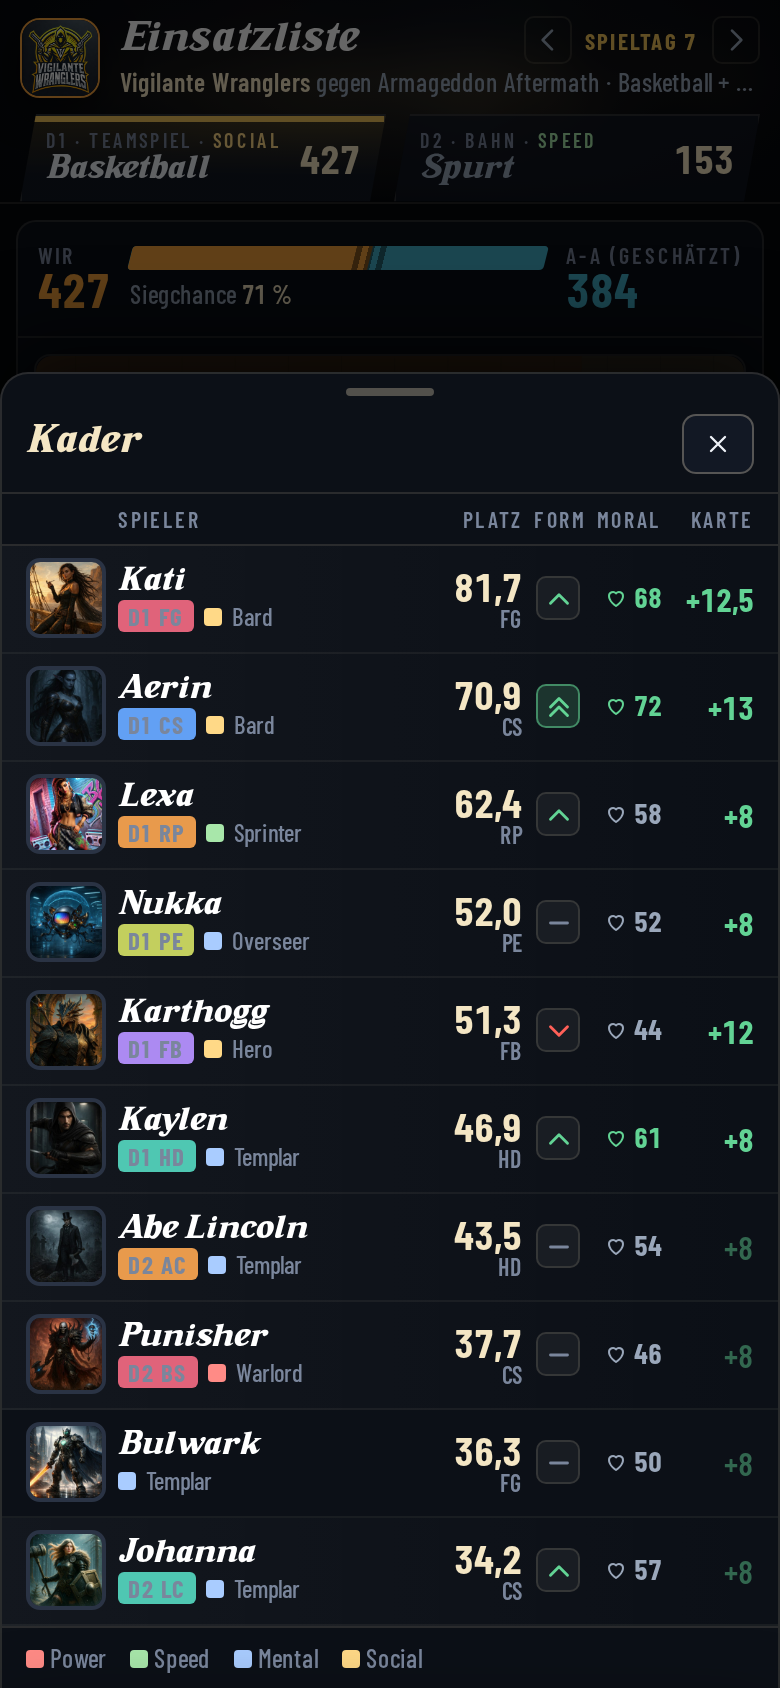 Einsatzliste
SPIELTAG 7
Vigilante Wranglers gegen Armageddon Aftermath · Basketball + ...
VIGILANTE
WRANGLERS
D1 · TEAMSPIEL · SOCIAL
Basketball 427
D2 · BAHN · SPEED
Spurt 153
WIR
427
Siegchance 71 %
A-A (GESCHÄTZT)
384
Kader
SPIELER PLATZ FORM MORAL KARTE
Kati
D1 FG Bard
81,7
FG
68
+12,5
Aerin
D1 CS Bard
70,9
CS
72
+13
Lexa
D1 RP Sprinter
62,4
RP
58
+8
Nukka
D1 PE Overseer
52,0
PE
52
+8
Karthogg
D1 FB Hero
51,3
FB
44
+12
Kaylen
D1 HD Templar
46,9
HD
61
+8
Abe Lincoln
D2 AC Templar
43,5
HD
54
+8
Punisher
D2 BS Warlord
37,7
CS
46
+8
Bulwark
Templar
36,3
FG
50
+8
Johanna
D2 LC Templar
34,2
CS
57
+8
Power Speed Mental Social